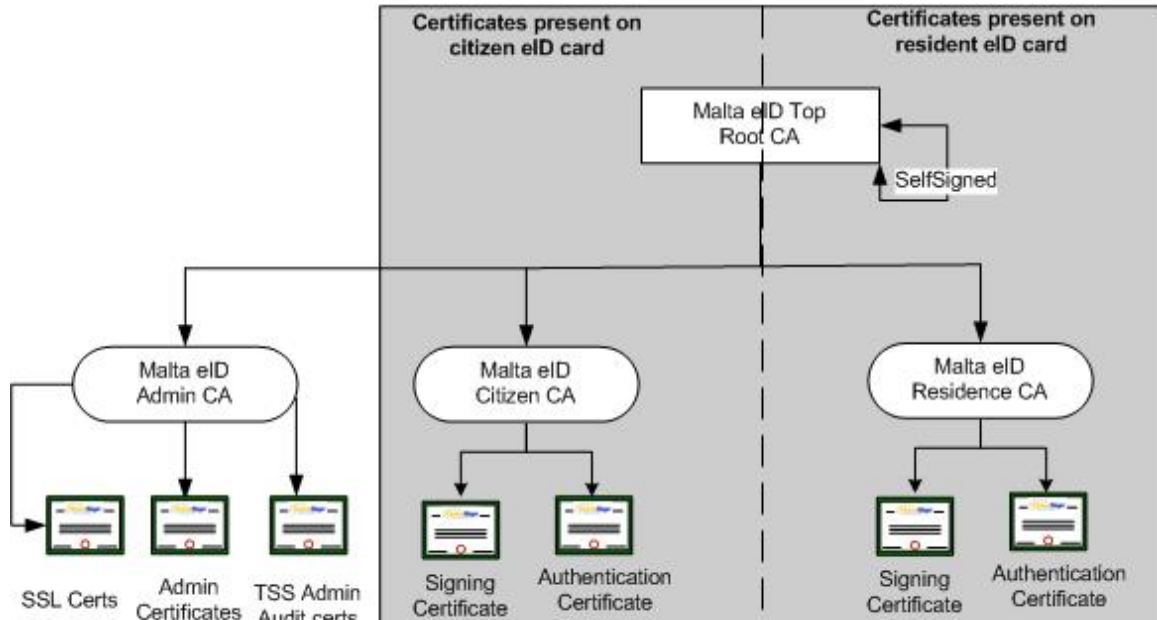 Certificates present on
citizen eID card
Certificates present on
resident eID card
Malta eID Top
Root CA
SelfSigned
Malta eID
Admin CA
Malta eID
Citizen CA
Malta eID
Residence CA
SSL Certs
Admin
Certificates
TSS Admin
Audit certs
Signing
Certificate
Authentication
Certificate
Signing
Certificate
Authentication
Certificate